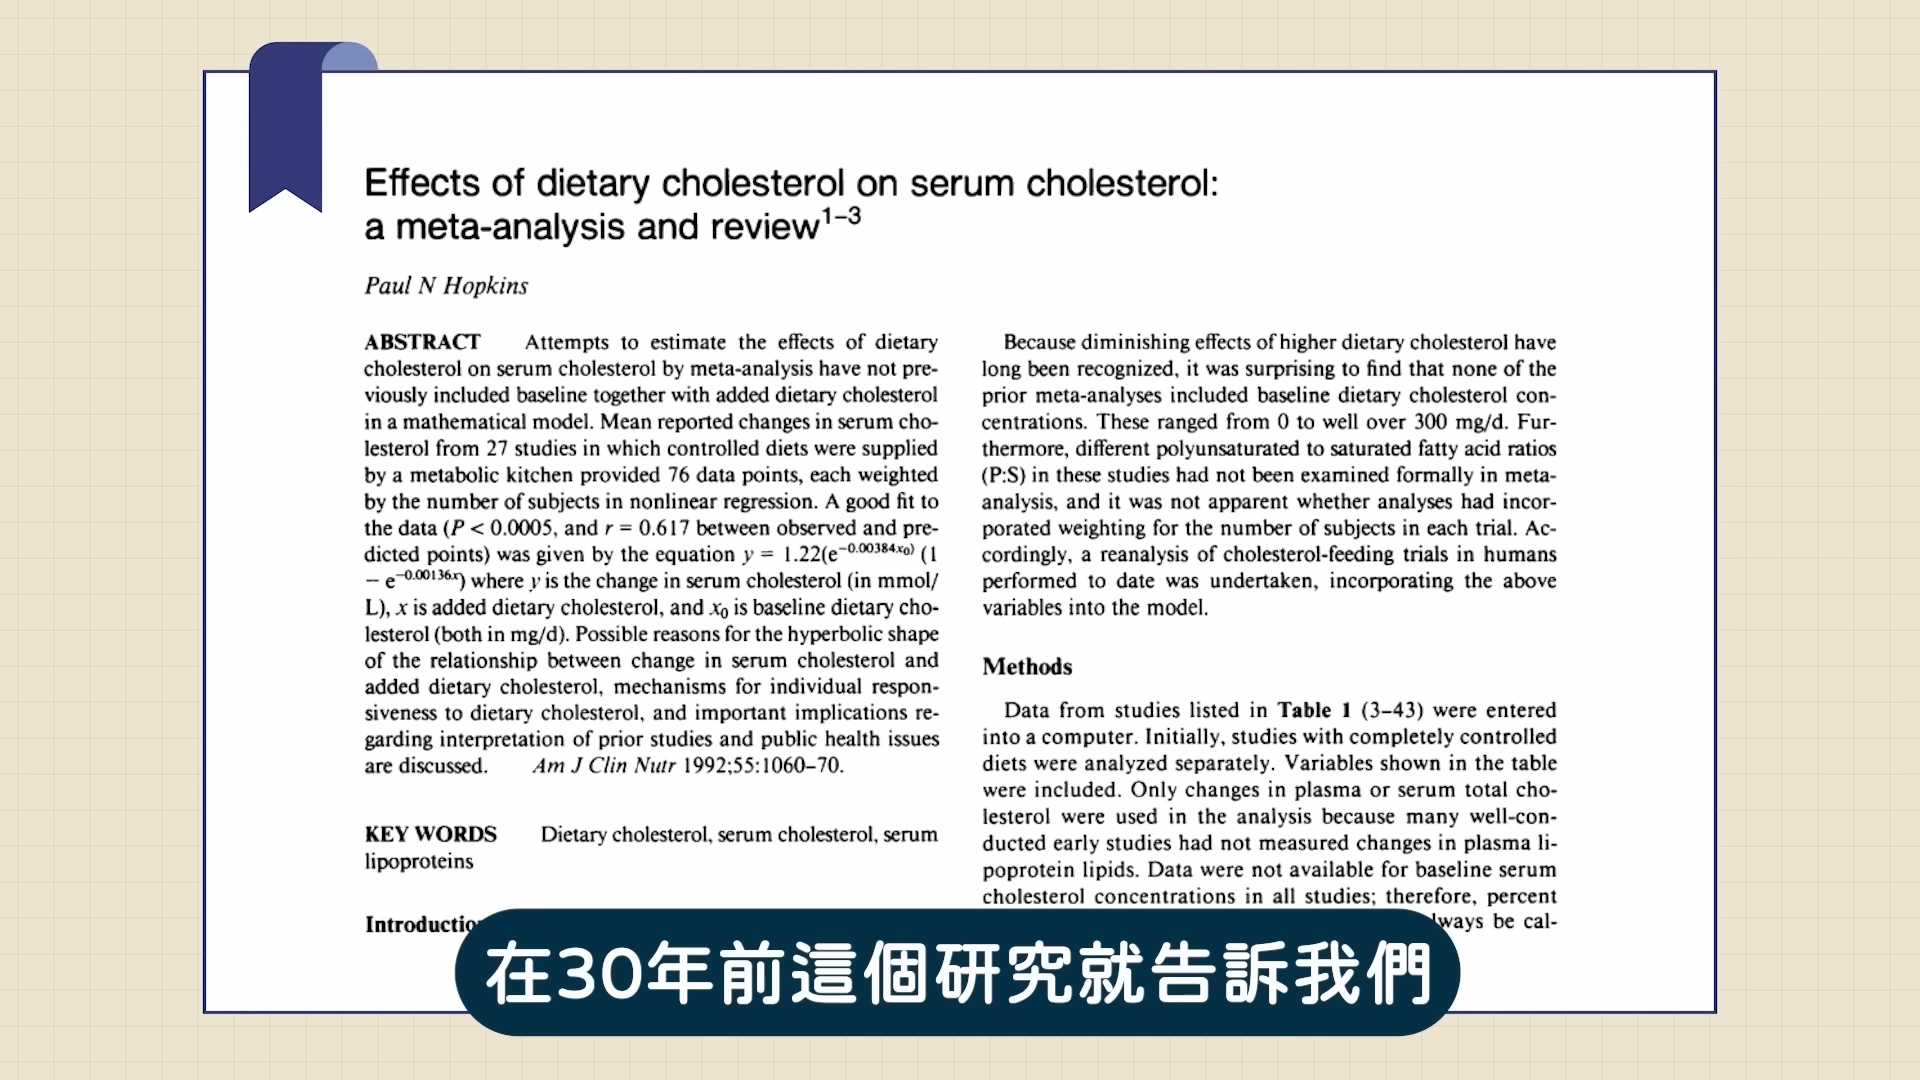 Effects of dietary cholesterol on serum cholesterol:
a meta-analysis and review¹⁻³
Paul N Hopkins
ABSTRACT Attempts to estimate the effects of dietary
cholesterol on serum cholesterol by meta-analysis have not pre-
viously included baseline together with added dietary cholesterol
in a mathematical model. Mean reported changes in serum cho-
lesterol from 27 studies in which controlled diets were supplied
by a metabolic kitchen provided 76 data points, each weighted
by the number of subjects in nonlinear regression. A good fit to
the data (P < 0.0005, and r = 0.617 between observed and pre-
dicted points) was given by the equation y = 1.22(e^−0.00384x₀) (1
− e^−0.00136x) where y is the change in serum cholesterol (in mmol/
L), x is added dietary cholesterol, and x₀ is baseline dietary cho-
lesterol (both in mg/d). Possible reasons for the hyperbolic shape
of the relationship between change in serum cholesterol and
added dietary cholesterol, mechanisms for individual respon-
siveness to dietary cholesterol, and important implications re-
garding interpretation of prior studies and public health issues
are discussed. Am J Clin Nutr 1992;55:1060–70.
KEY WORDS Dietary cholesterol, serum cholesterol, serum
lipoproteins
Because diminishing effects of higher dietary cholesterol have
long been recognized, it was surprising to find that none of the
prior meta-analyses included baseline dietary cholesterol con-
centrations. These ranged from 0 to well over 300 mg/d. Fur-
thermore, different polyunsaturated to saturated fatty acid ratios
(P:S) in these studies had not been examined formally in meta-
analysis, and it was not apparent whether analyses had incor-
porated weighting for the number of subjects in each trial. Ac-
cordingly, a reanalysis of cholesterol-feeding trials in humans
performed to date was undertaken, incorporating the above
variables into the model.
Methods
Data from studies listed in Table 1 (3–43) were entered
into a computer. Initially, studies with completely controlled
diets were analyzed separately. Variables shown in the table
were included. Only changes in plasma or serum total cho-
lesterol were used in the analysis because many well-con-
ducted early studies had not measured changes in plasma li-
poprotein lipids. Data were not available for baseline serum
cholesterol concentrations in all studies; therefore, percent
be cal-
在30年前這個研究就告訴我們